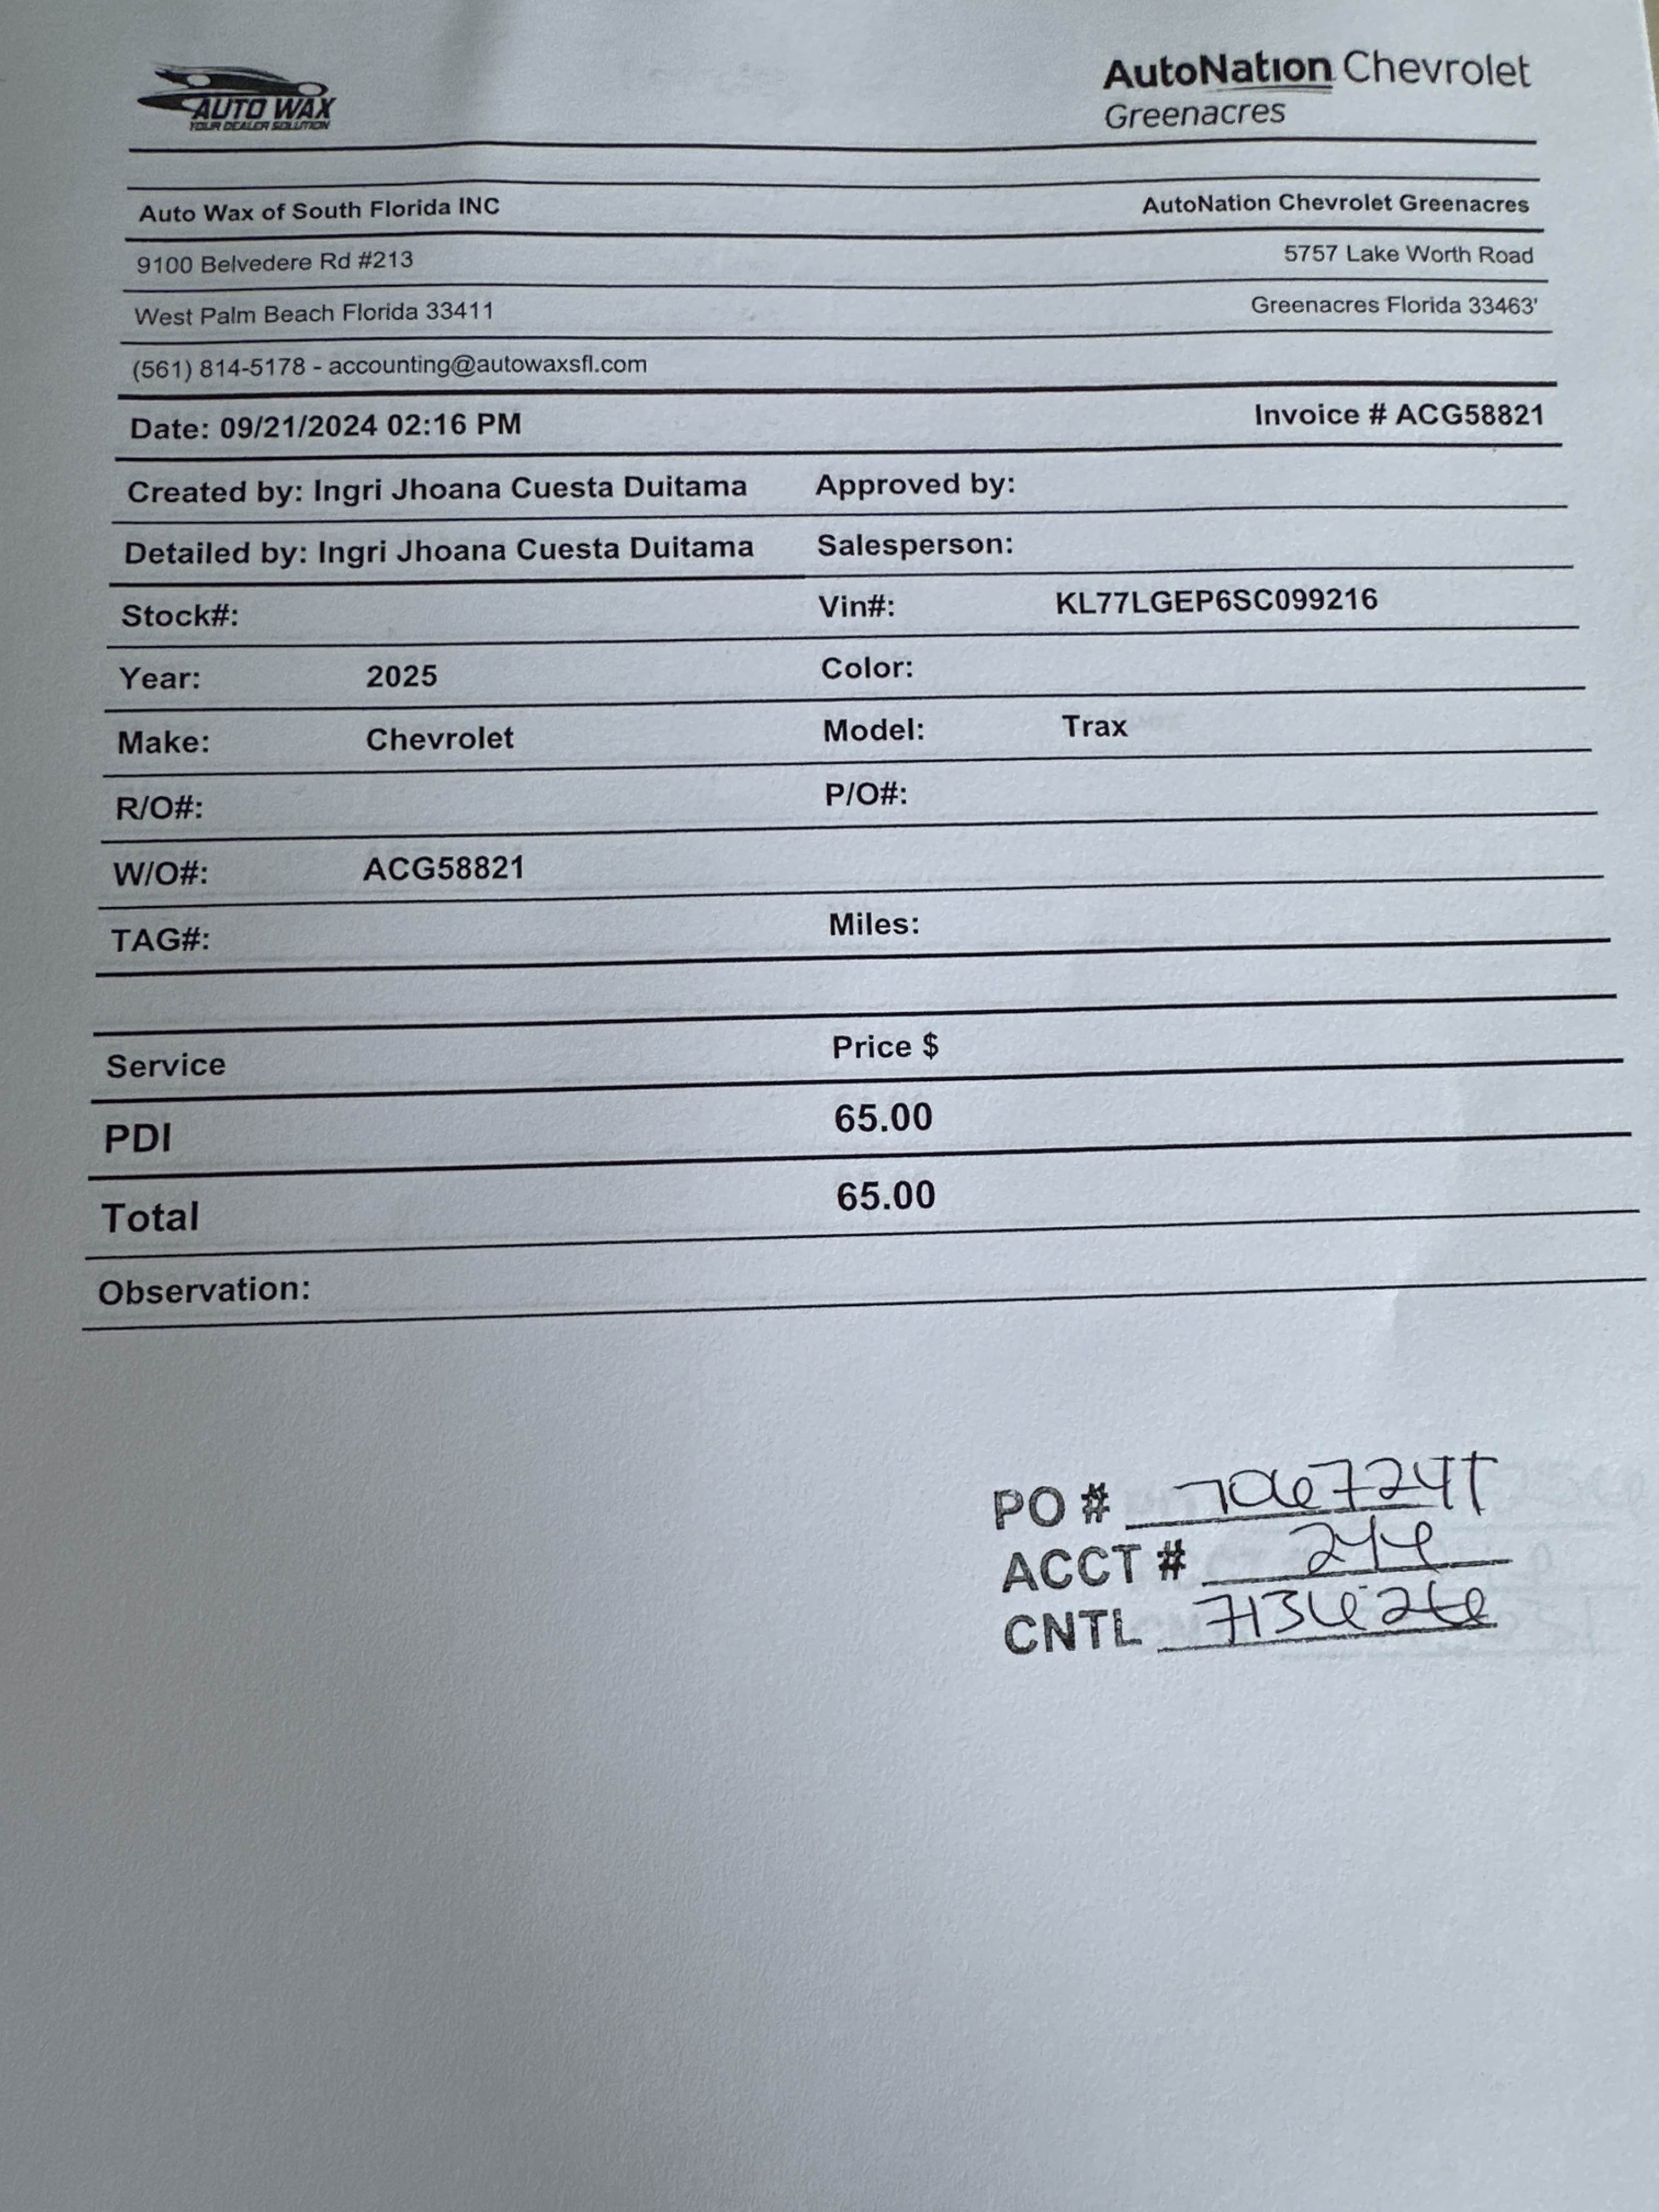 AUTO WAX
YOUR DEALER SOLUTION
AutoNation Chevrolet
Greenacres
Auto Wax of South Florida INC AutoNation Chevrolet Greenacres
9100 Belvedere Rd #213 5757 Lake Worth Road
West Palm Beach Florida 33411 Greenacres Florida 33463'
(561) 814-5178 - accounting@autowaxsfl.com
Date: 09/21/2024 02:16 PM Invoice # ACG58821
Created by: Ingri Jhoana Cuesta Duitama Approved by:
Detailed by: Ingri Jhoana Cuesta Duitama Salesperson:
Stock#: Vin#: KL77LGEP6SC099216
Year: 2025 Color:
Make: Chevrolet Model: Trax
R/O#: P/O#:
W/O#: ACG58821
TAG#: Miles:
Service Price $
PDI 65.00
Total 65.00
Observation:
PO #
ACCT #
CNTL